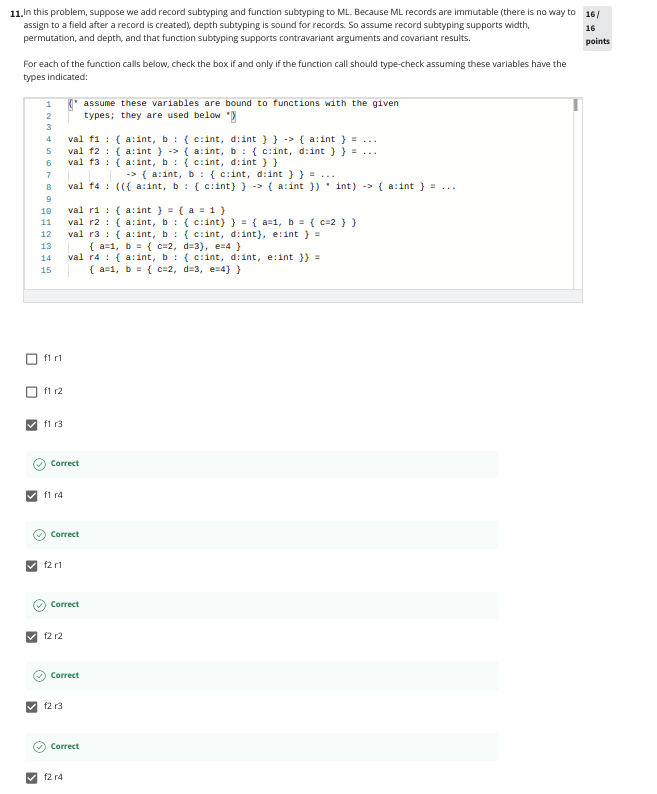 11. In this problem, suppose we add record subtyping and function subtyping to ML. Because ML records are immutable (there is no way to
assign to a field after a record is created), depth subtyping is sound for records. So assume record subtyping supports width,
permutation, and depth, and that function subtyping supports contravariant arguments and covariant results.
16 /
16
points
For each of the function calls below, check the box if and only if the function call should type-check assuming these variables have the
types indicated:
1 (* assume these variables are bound to functions with the given
2 types; they are used below *)
3
4 val f1 : { a:int, b : { c:int, d:int } } -> { a:int } = ...
5 val f2 : { a:int } -> { a:int, b : { c:int, d:int } } = ...
6 val f3 : { a:int, b : { c:int, d:int } }
7 -> { a:int, b : { c:int, d:int } } = ...
8 val f4 : (({ a:int, b : { c:int} } -> { a:int }) * int) -> { a:int } = ...
9
10 val r1 : { a:int } = { a = 1 }
11 val r2 : { a:int, b : { c:int} } = { a=1, b = { c=2 } }
12 val r3 : { a:int, b : { c:int, d:int}, e:int } =
13 { a=1, b = { c=2, d=3}, e=4 }
14 val r4 : { a:int, b : { c:int, d:int, e:int }} =
15 { a=1, b = { c=2, d=3, e=4} }
f1 r1
f1 r2
f1 r3
Correct
f1 r4
Correct
f2 r1
Correct
f2 r2
Correct
f2 r3
Correct
f2 r4